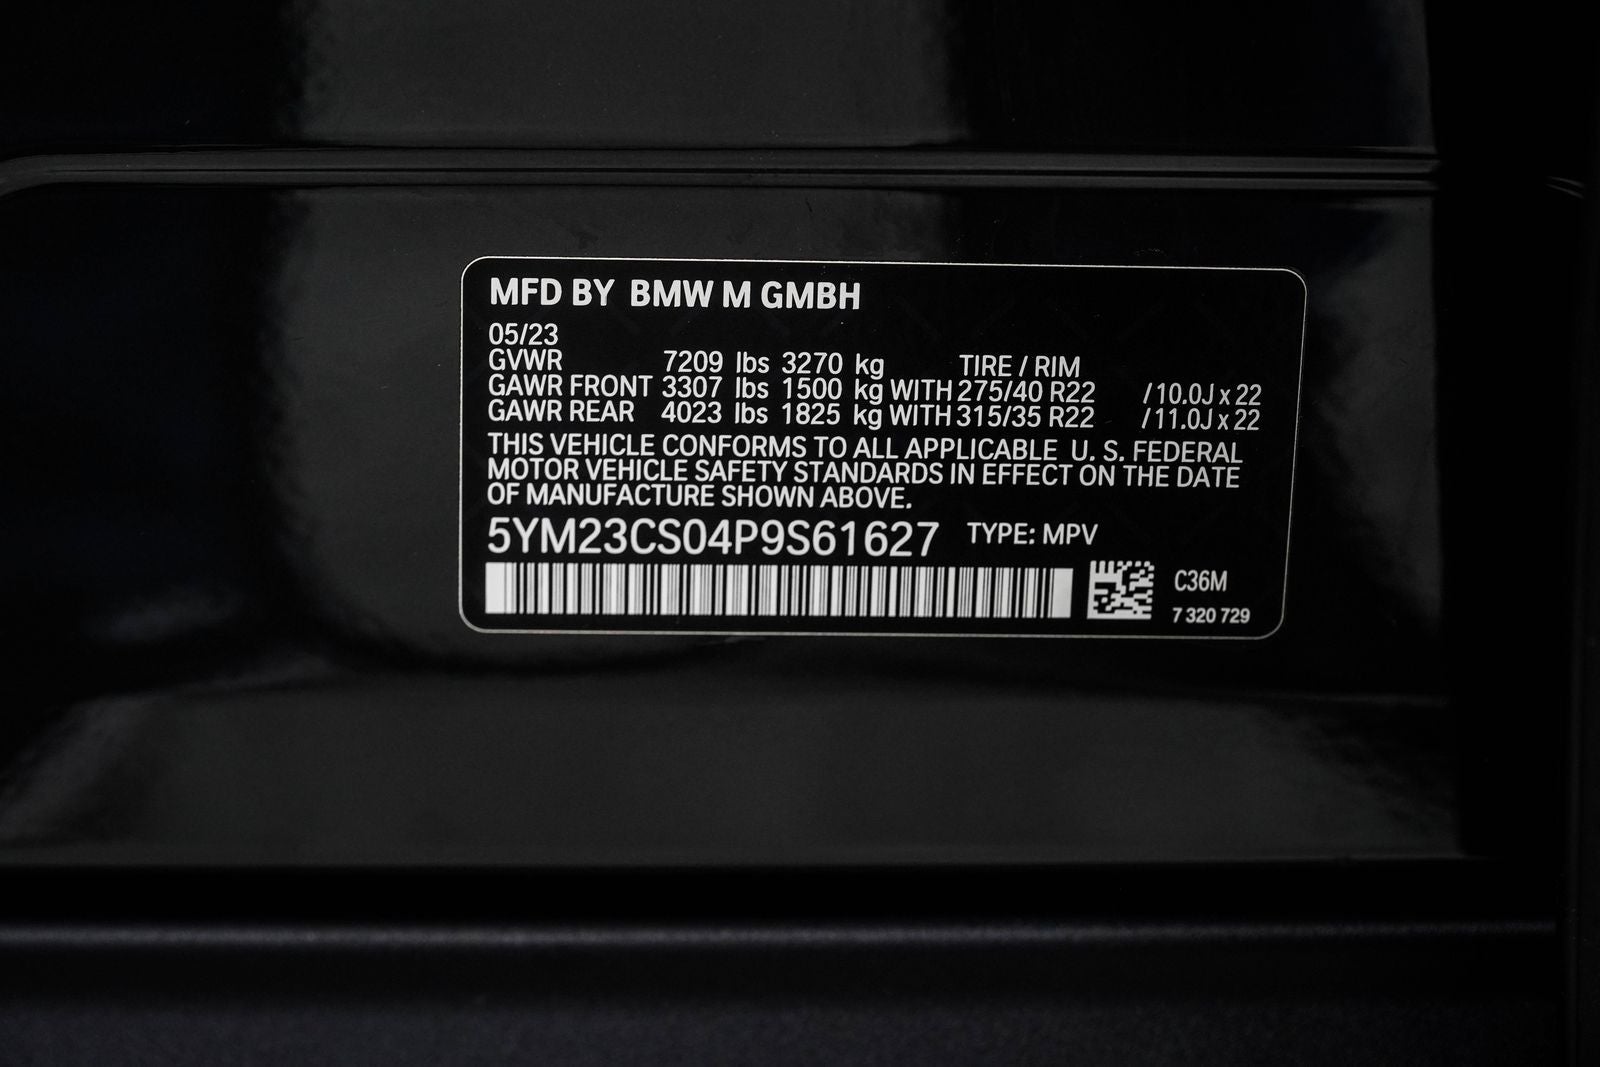 MFD BY BMW M GMBH
05/23
GVWR 7209 lbs 3270 kg TIRE / RIM
GAWR FRONT 3307 lbs 1500 kg WITH 275/40 R22 / 10.0J x 22
GAWR REAR 4023 lbs 1825 kg WITH 315/35 R22 / 11.0J x 22
THIS VEHICLE CONFORMS TO ALL APPLICABLE U. S. FEDERAL
MOTOR VEHICLE SAFETY STANDARDS IN EFFECT ON THE DATE
OF MANUFACTURE SHOWN ABOVE.
5YM23CS04P9S61627 TYPE: MPV
C36M
7 320 729